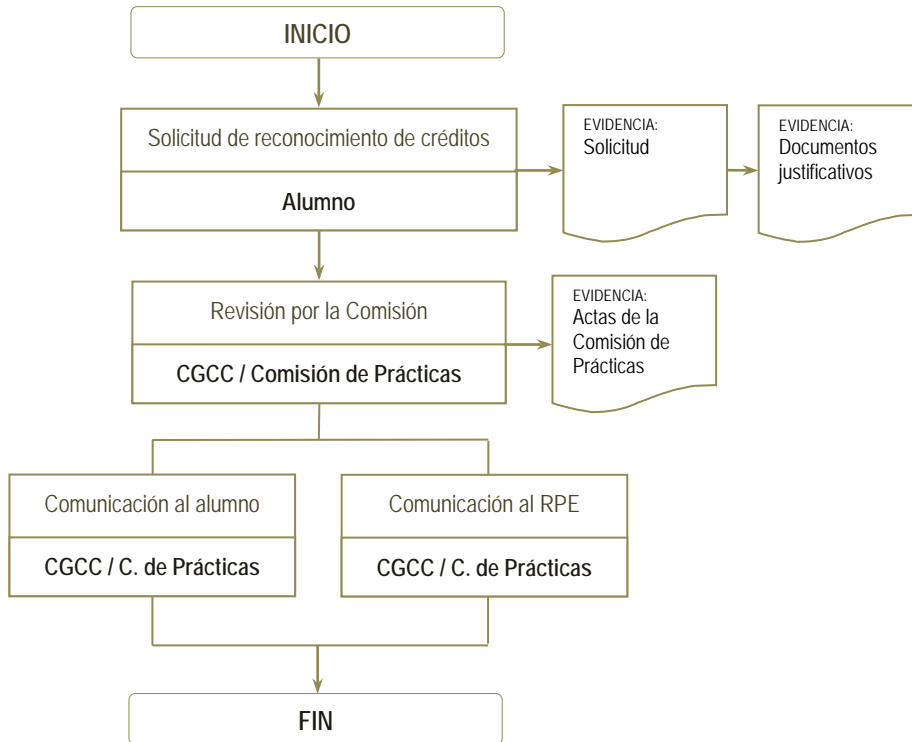 INICIO
Solicitud de reconocimiento de créditos
Alumno
EVIDENCIA:
Solicitud
EVIDENCIA:
Documentos
justificativos
Revisión por la Comisión
CGCC / Comisión de Prácticas
EVIDENCIA:
Actas de la
Comisión de
Prácticas
Comunicación al alumno
CGCC / C. de Prácticas
Comunicación al RPE
CGCC / C. de Prácticas
FIN